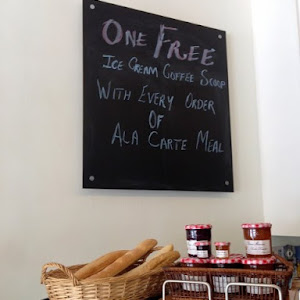 One Free
Ice Cream Coffee Scoop
With Every Order
Of
Ala Carte Meal